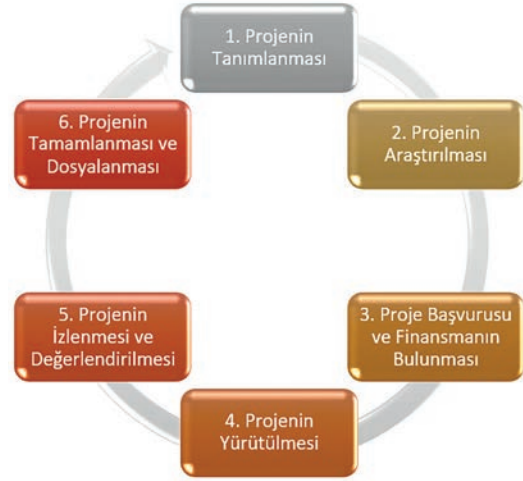 1. Projenin
Tanımlanması
2. Projenin
Araştırılması
3. Proje Başvurusu
ve Finansmanın
Bulunması
4. Projenin
Yürütülmesi
5. Projenin
İzlenmesi ve
Değerlendirilmesi
6. Projenin
Tamamlanması ve
Dosyalanması